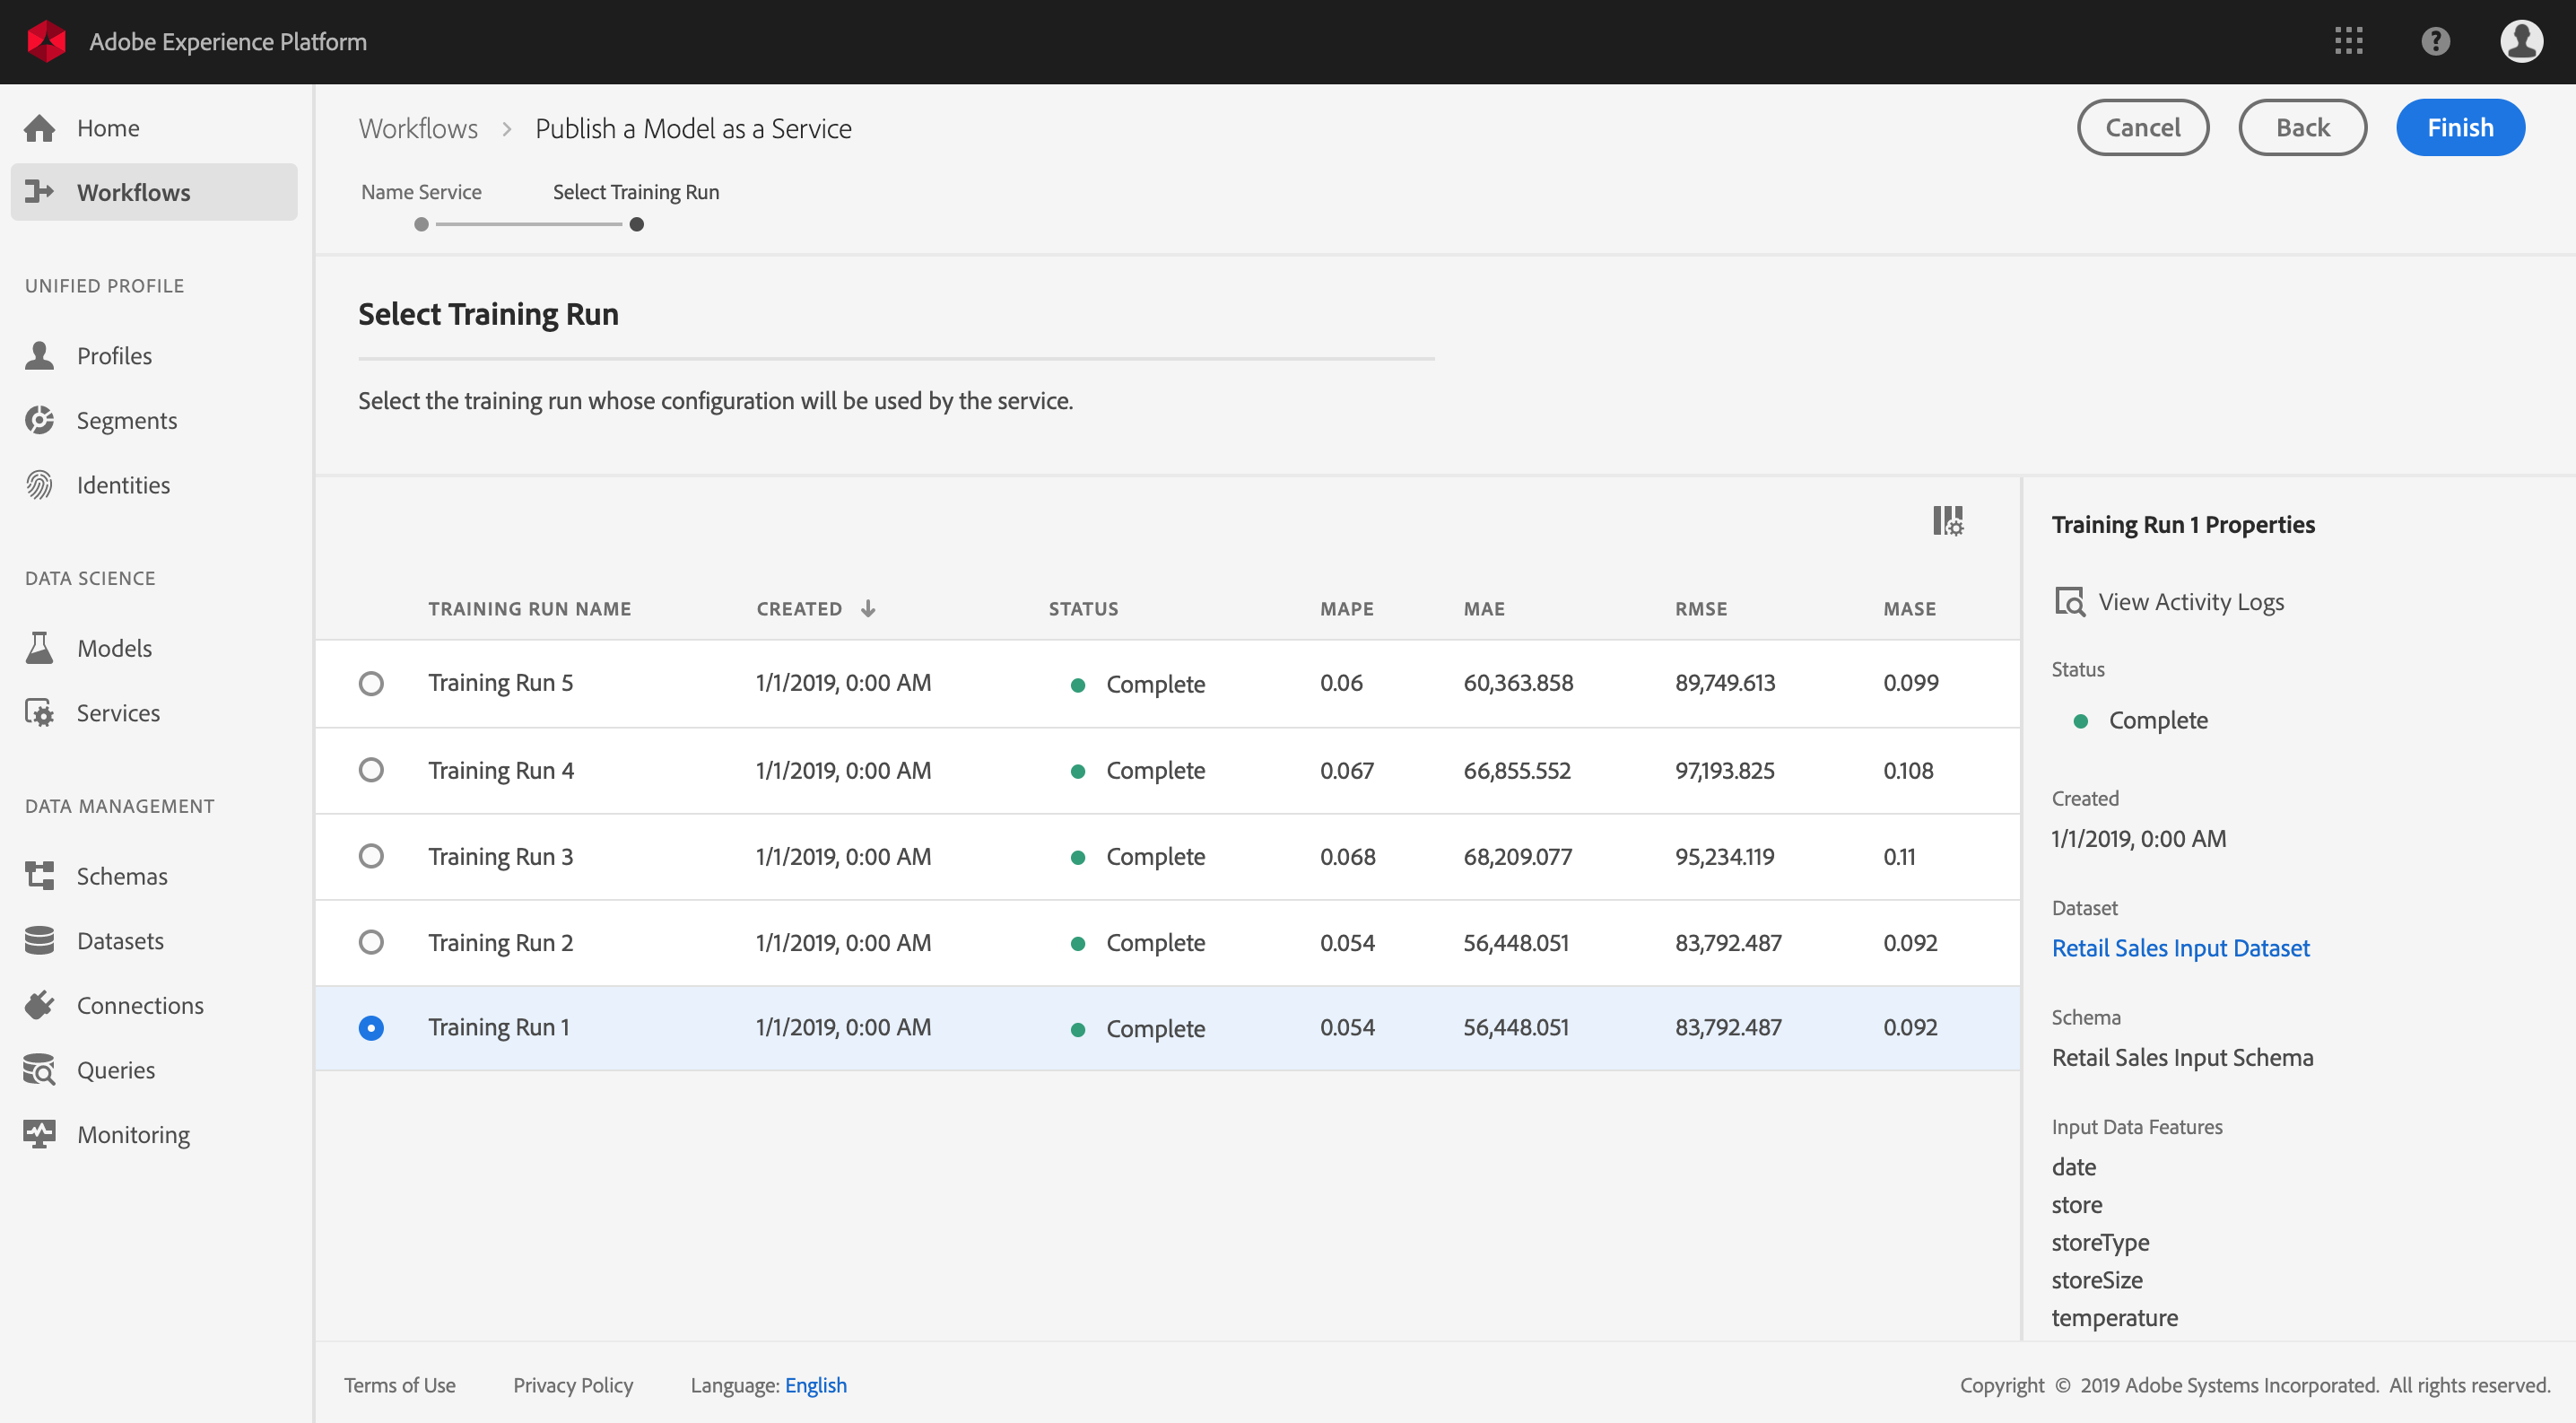 Adobe Experience Platform
Home
Workflows
UNIFIED PROFILE
Profiles
Segments
Identities
DATA SCIENCE
Models
Services
DATA MANAGEMENT
Schemas
Datasets
Connections
Queries
Monitoring
Workflows > Publish a Model as a Service
Cancel Back Finish
Name Service Select Training Run
Select Training Run
Select the training run whose configuration will be used by the service.
TRAINING RUN NAME CREATED ↓ STATUS MAPE MAE RMSE MASE
Training Run 5 1/1/2019, 0:00 AM Complete 0.06 60,363.858 89,749.613 0.099
Training Run 4 1/1/2019, 0:00 AM Complete 0.067 66,855.552 97,193.825 0.108
Training Run 3 1/1/2019, 0:00 AM Complete 0.068 68,209.077 95,234.119 0.11
Training Run 2 1/1/2019, 0:00 AM Complete 0.054 56,448.051 83,792.487 0.092
Training Run 1 1/1/2019, 0:00 AM Complete 0.054 56,448.051 83,792.487 0.092
Training Run 1 Properties
View Activity Logs
Status
Complete
Created
1/1/2019, 0:00 AM
Dataset
Retail Sales Input Dataset
Schema
Retail Sales Input Schema
Input Data Features
date
store
storeType
storeSize
temperature
Terms of Use Privacy Policy Language: English
Copyright © 2019 Adobe Systems Incorporated. All rights reserved.